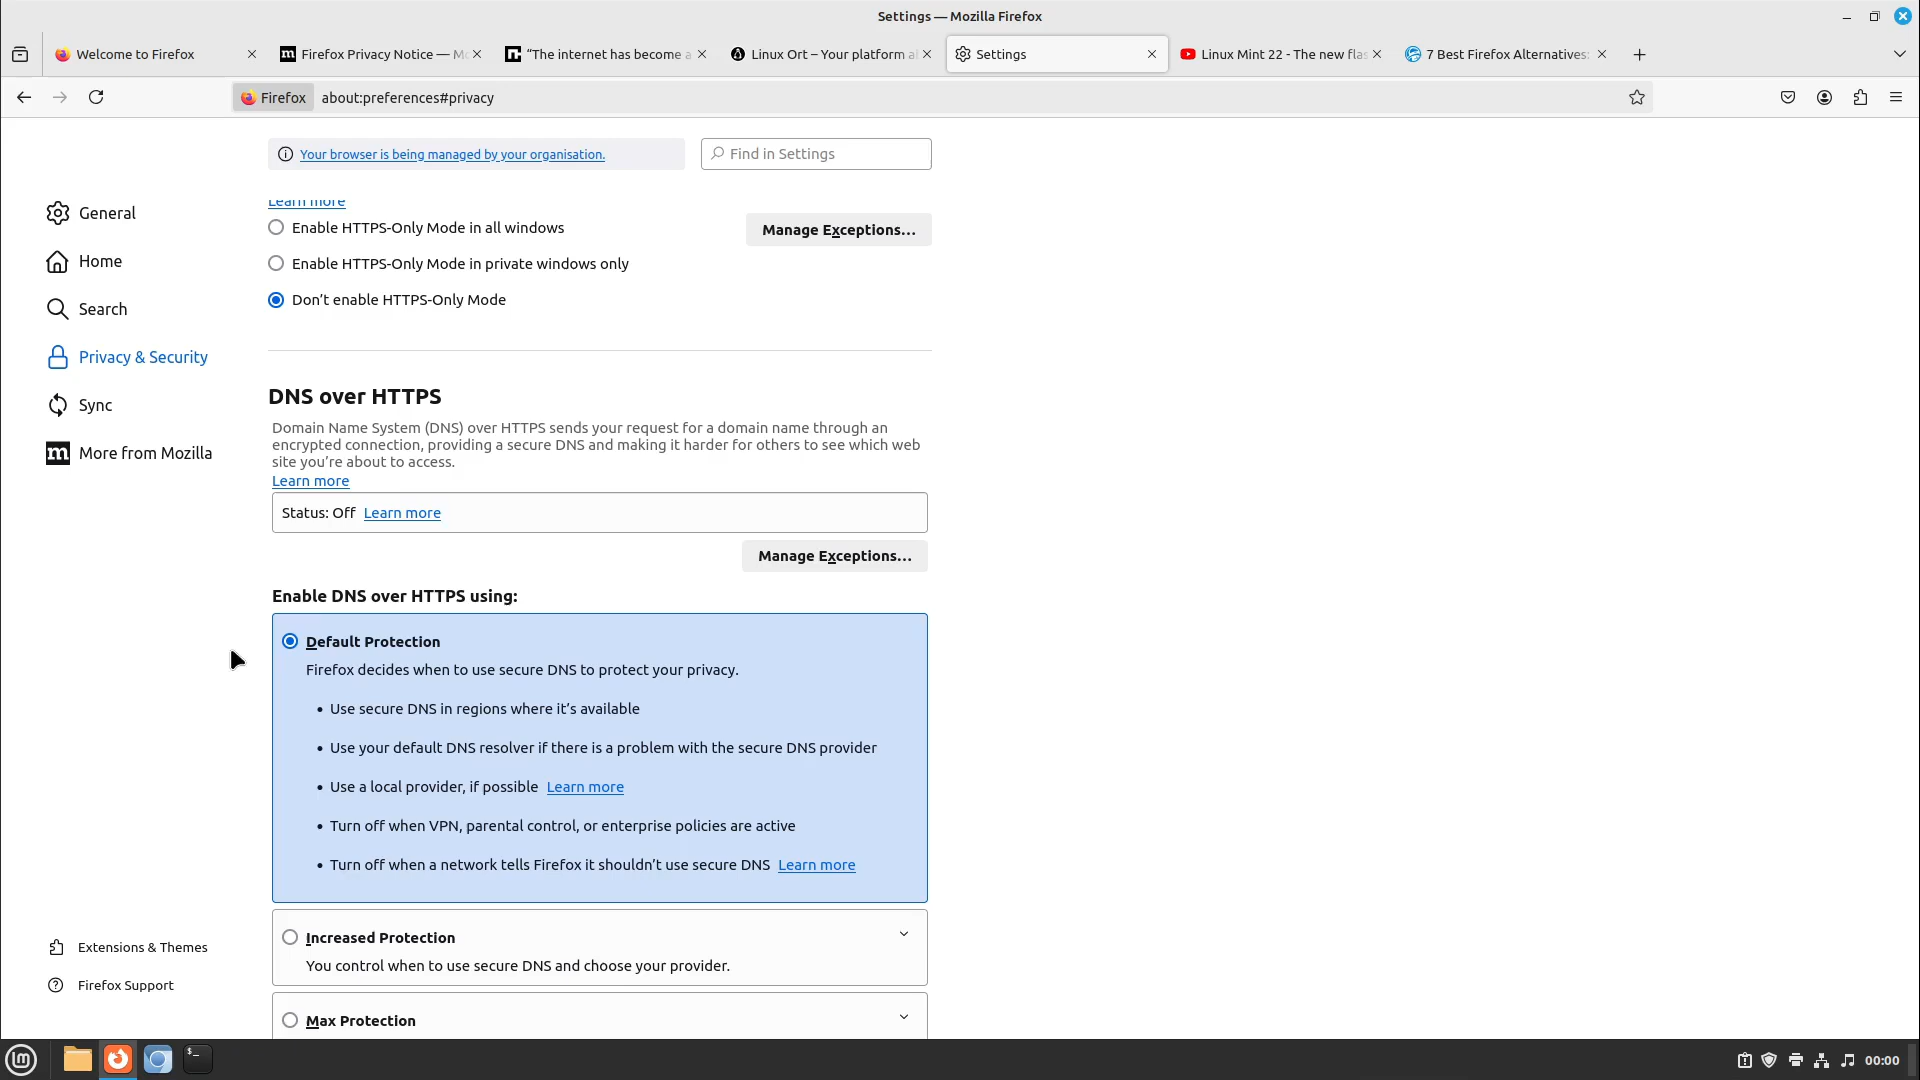 Settings — Mozilla Firefox
Welcome to Firefox
Firefox Privacy Notice — Mo
“The internet has become a
Linux Ort – Your platform al
Settings
Linux Mint 22 - The new flas
7 Best Firefox Alternatives:
Firefox
about:preferences#privacy
Your browser is being managed by your organisation.
Find in Settings
General
Home
Search
Privacy & Security
Sync
m More from Mozilla
Extensions & Themes
Firefox Support
Learn more
Enable HTTPS-Only Mode in all windows
Manage Exceptions…
Enable HTTPS-Only Mode in private windows only
Don’t enable HTTPS-Only Mode
DNS over HTTPS
Domain Name System (DNS) over HTTPS sends your request for a domain name through an
encrypted connection, providing a secure DNS and making it harder for others to see which web
site you’re about to access.
Learn more
Status: Off Learn more
Manage Exceptions…
Enable DNS over HTTPS using:
Default Protection
Firefox decides when to use secure DNS to protect your privacy.
• Use secure DNS in regions where it’s available
• Use your default DNS resolver if there is a problem with the secure DNS provider
• Use a local provider, if possible Learn more
• Turn off when VPN, parental control, or enterprise policies are active
• Turn off when a network tells Firefox it shouldn’t use secure DNS Learn more
Increased Protection
You control when to use secure DNS and choose your provider.
Max Protection
00:00